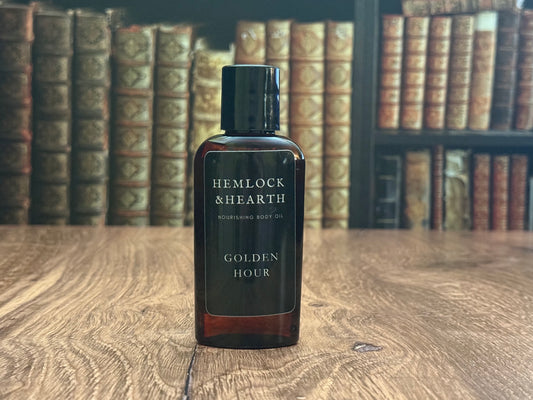 HEMLOCK
&HEARTH
NOURISHING BODY OIL
GOLDEN
HOUR